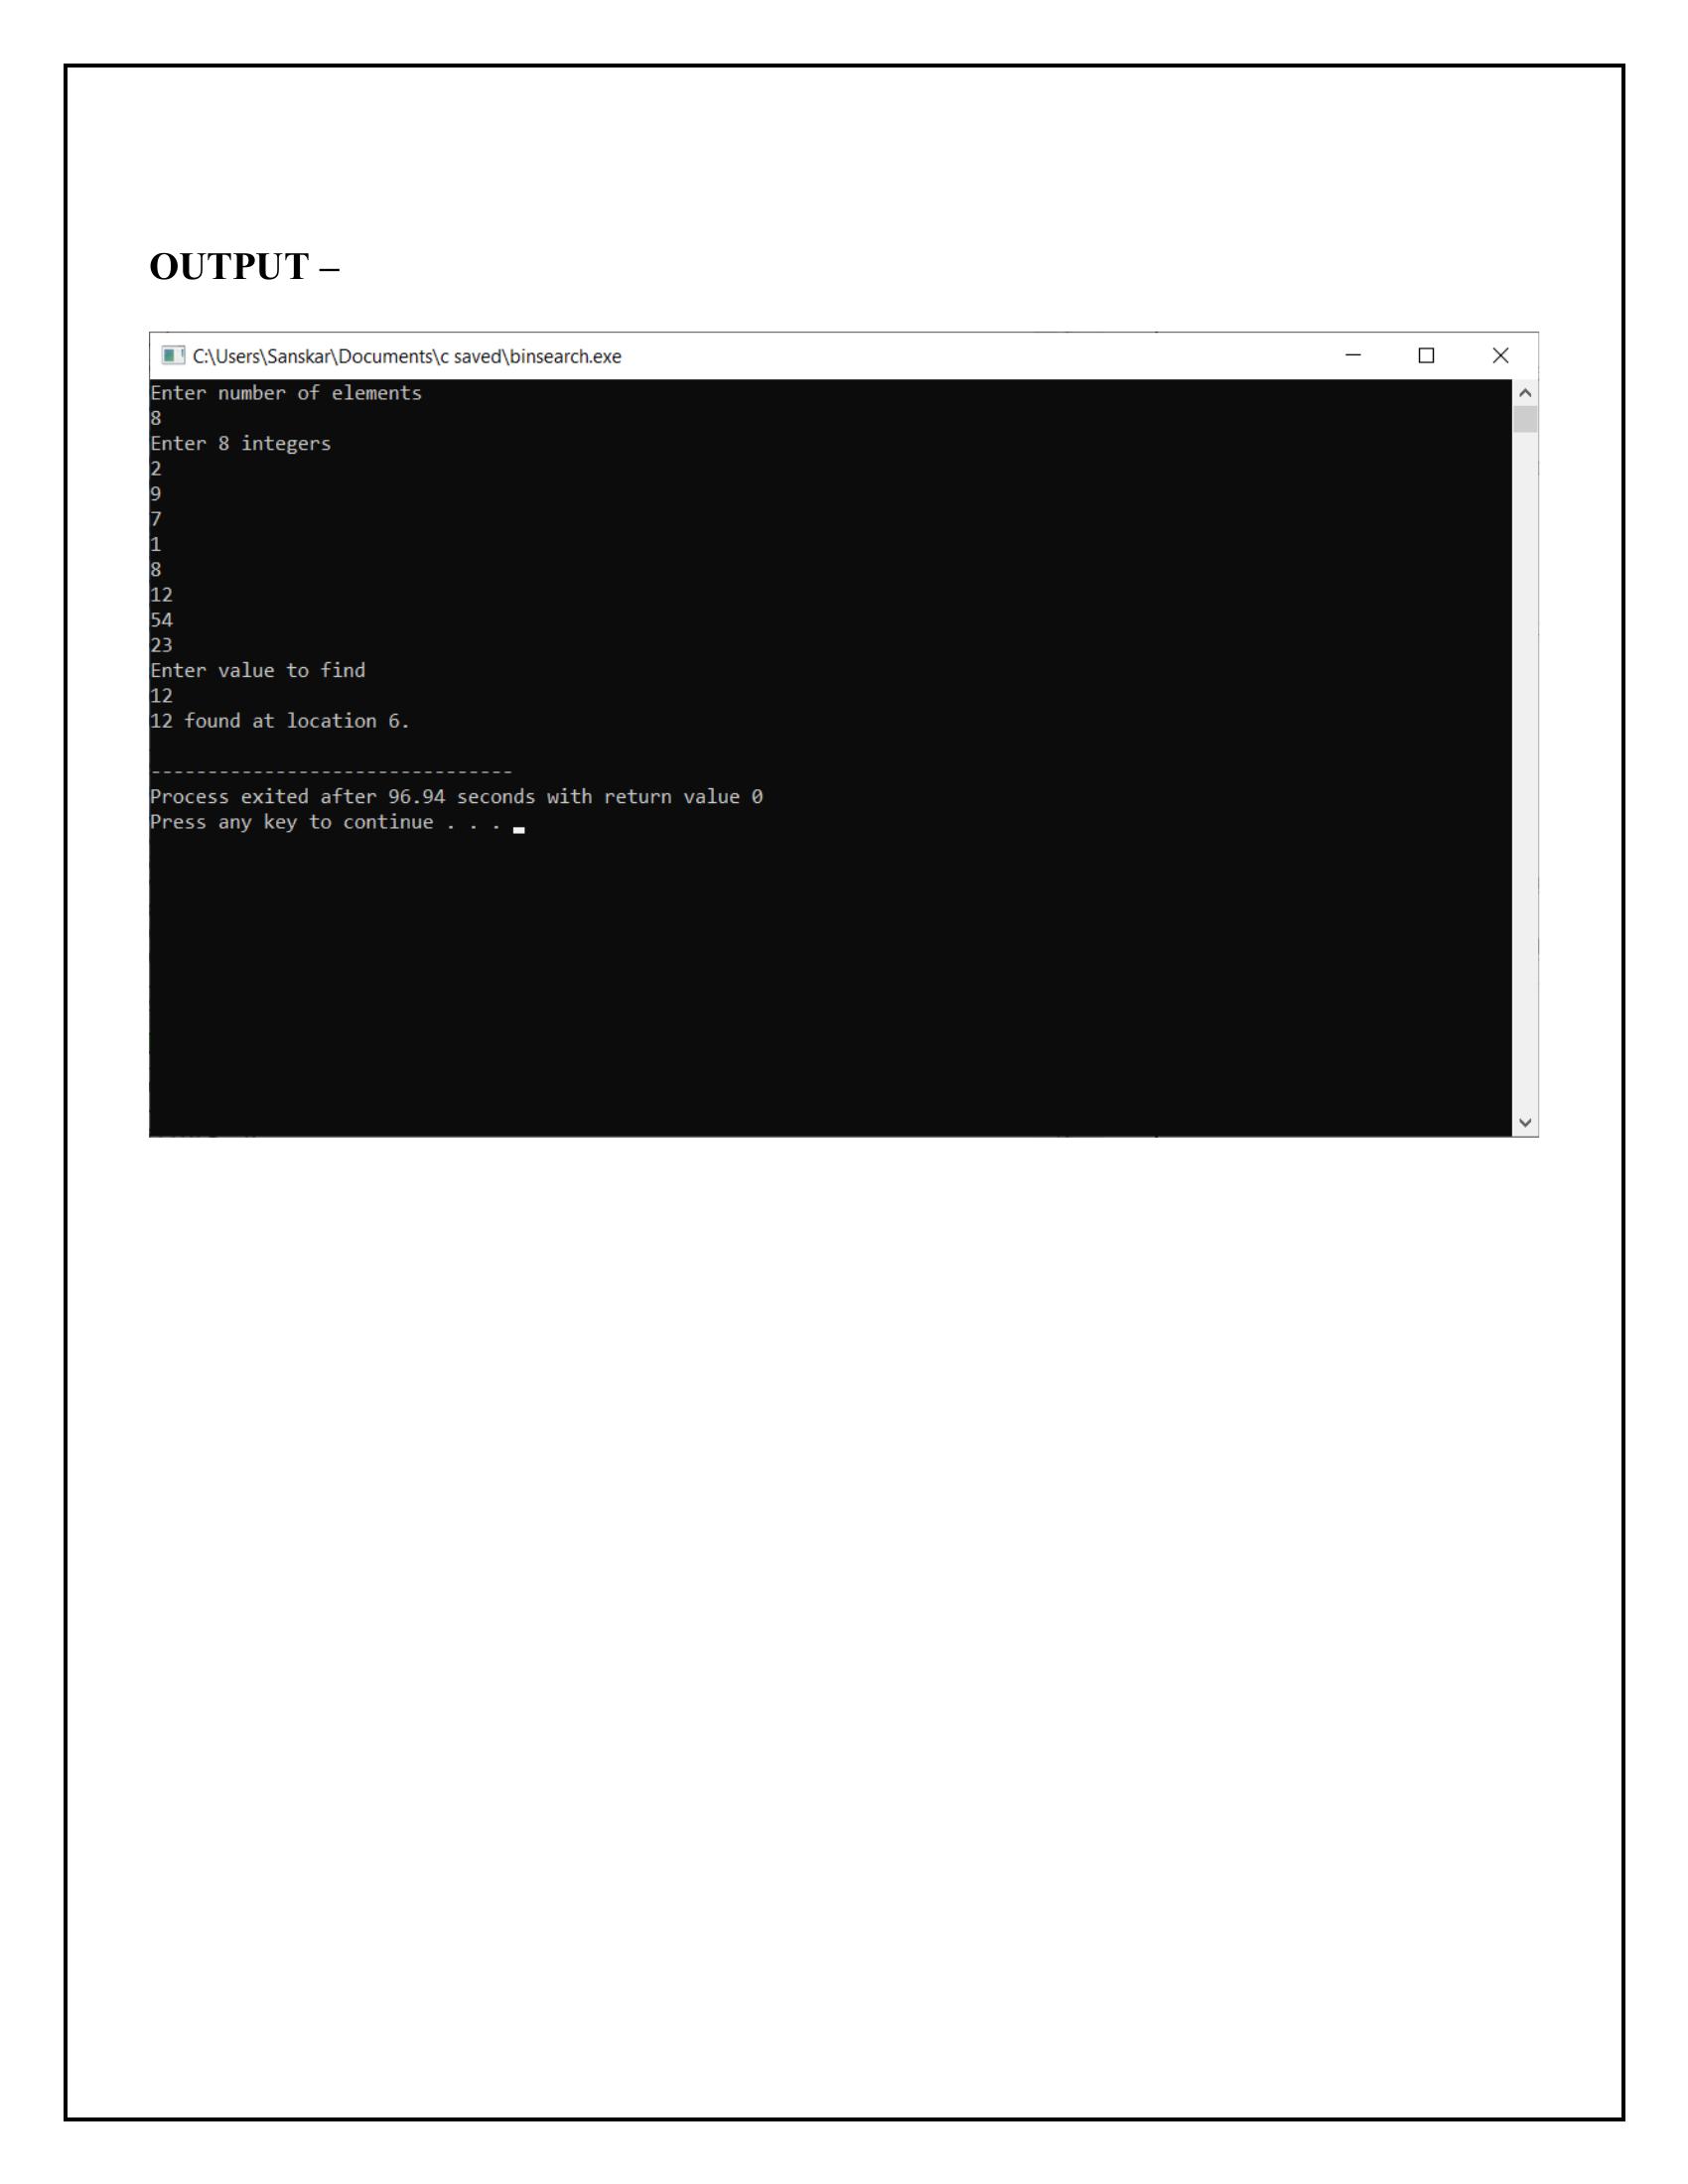 OUTPUT –
C:\Users\Sanskar\Documents\c saved\binsearch.exe
Enter number of elements
8
Enter 8 integers
2
9
7
1
8
12
54
23
Enter value to find
12
12 found at location 6.
--------------------------------
Process exited after 96.94 seconds with return value 0
Press any key to continue . . .